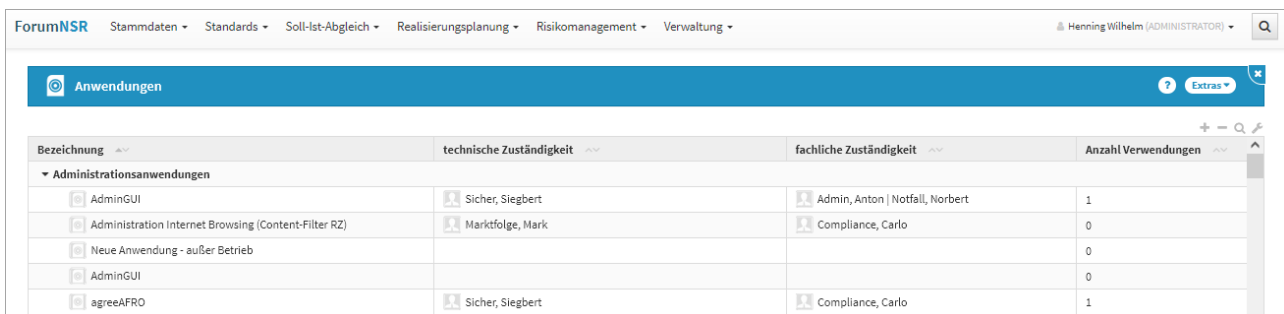 ForumNSR Stammdaten Standards Soll-Ist-Abgleich Realisierungsplanung Risikomanagement Verwaltung Henning Wilhelm (ADMINISTRATOR)
Anwendungen ? Extras
Bezeichnung technische Zuständigkeit fachliche Zuständigkeit Anzahl Verwendungen
Administrationsanwendungen
AdminGUI Sicher, Siegbert Admin, Anton | Notfall, Norbert 1
Administration Internet Browsing (Content-Filter RZ) Marktfolge, Mark Compliance, Carlo 0
Neue Anwendung - außer Betrieb 0
AdminGUI 0
agreeAFRO Sicher, Siegbert Compliance, Carlo 1